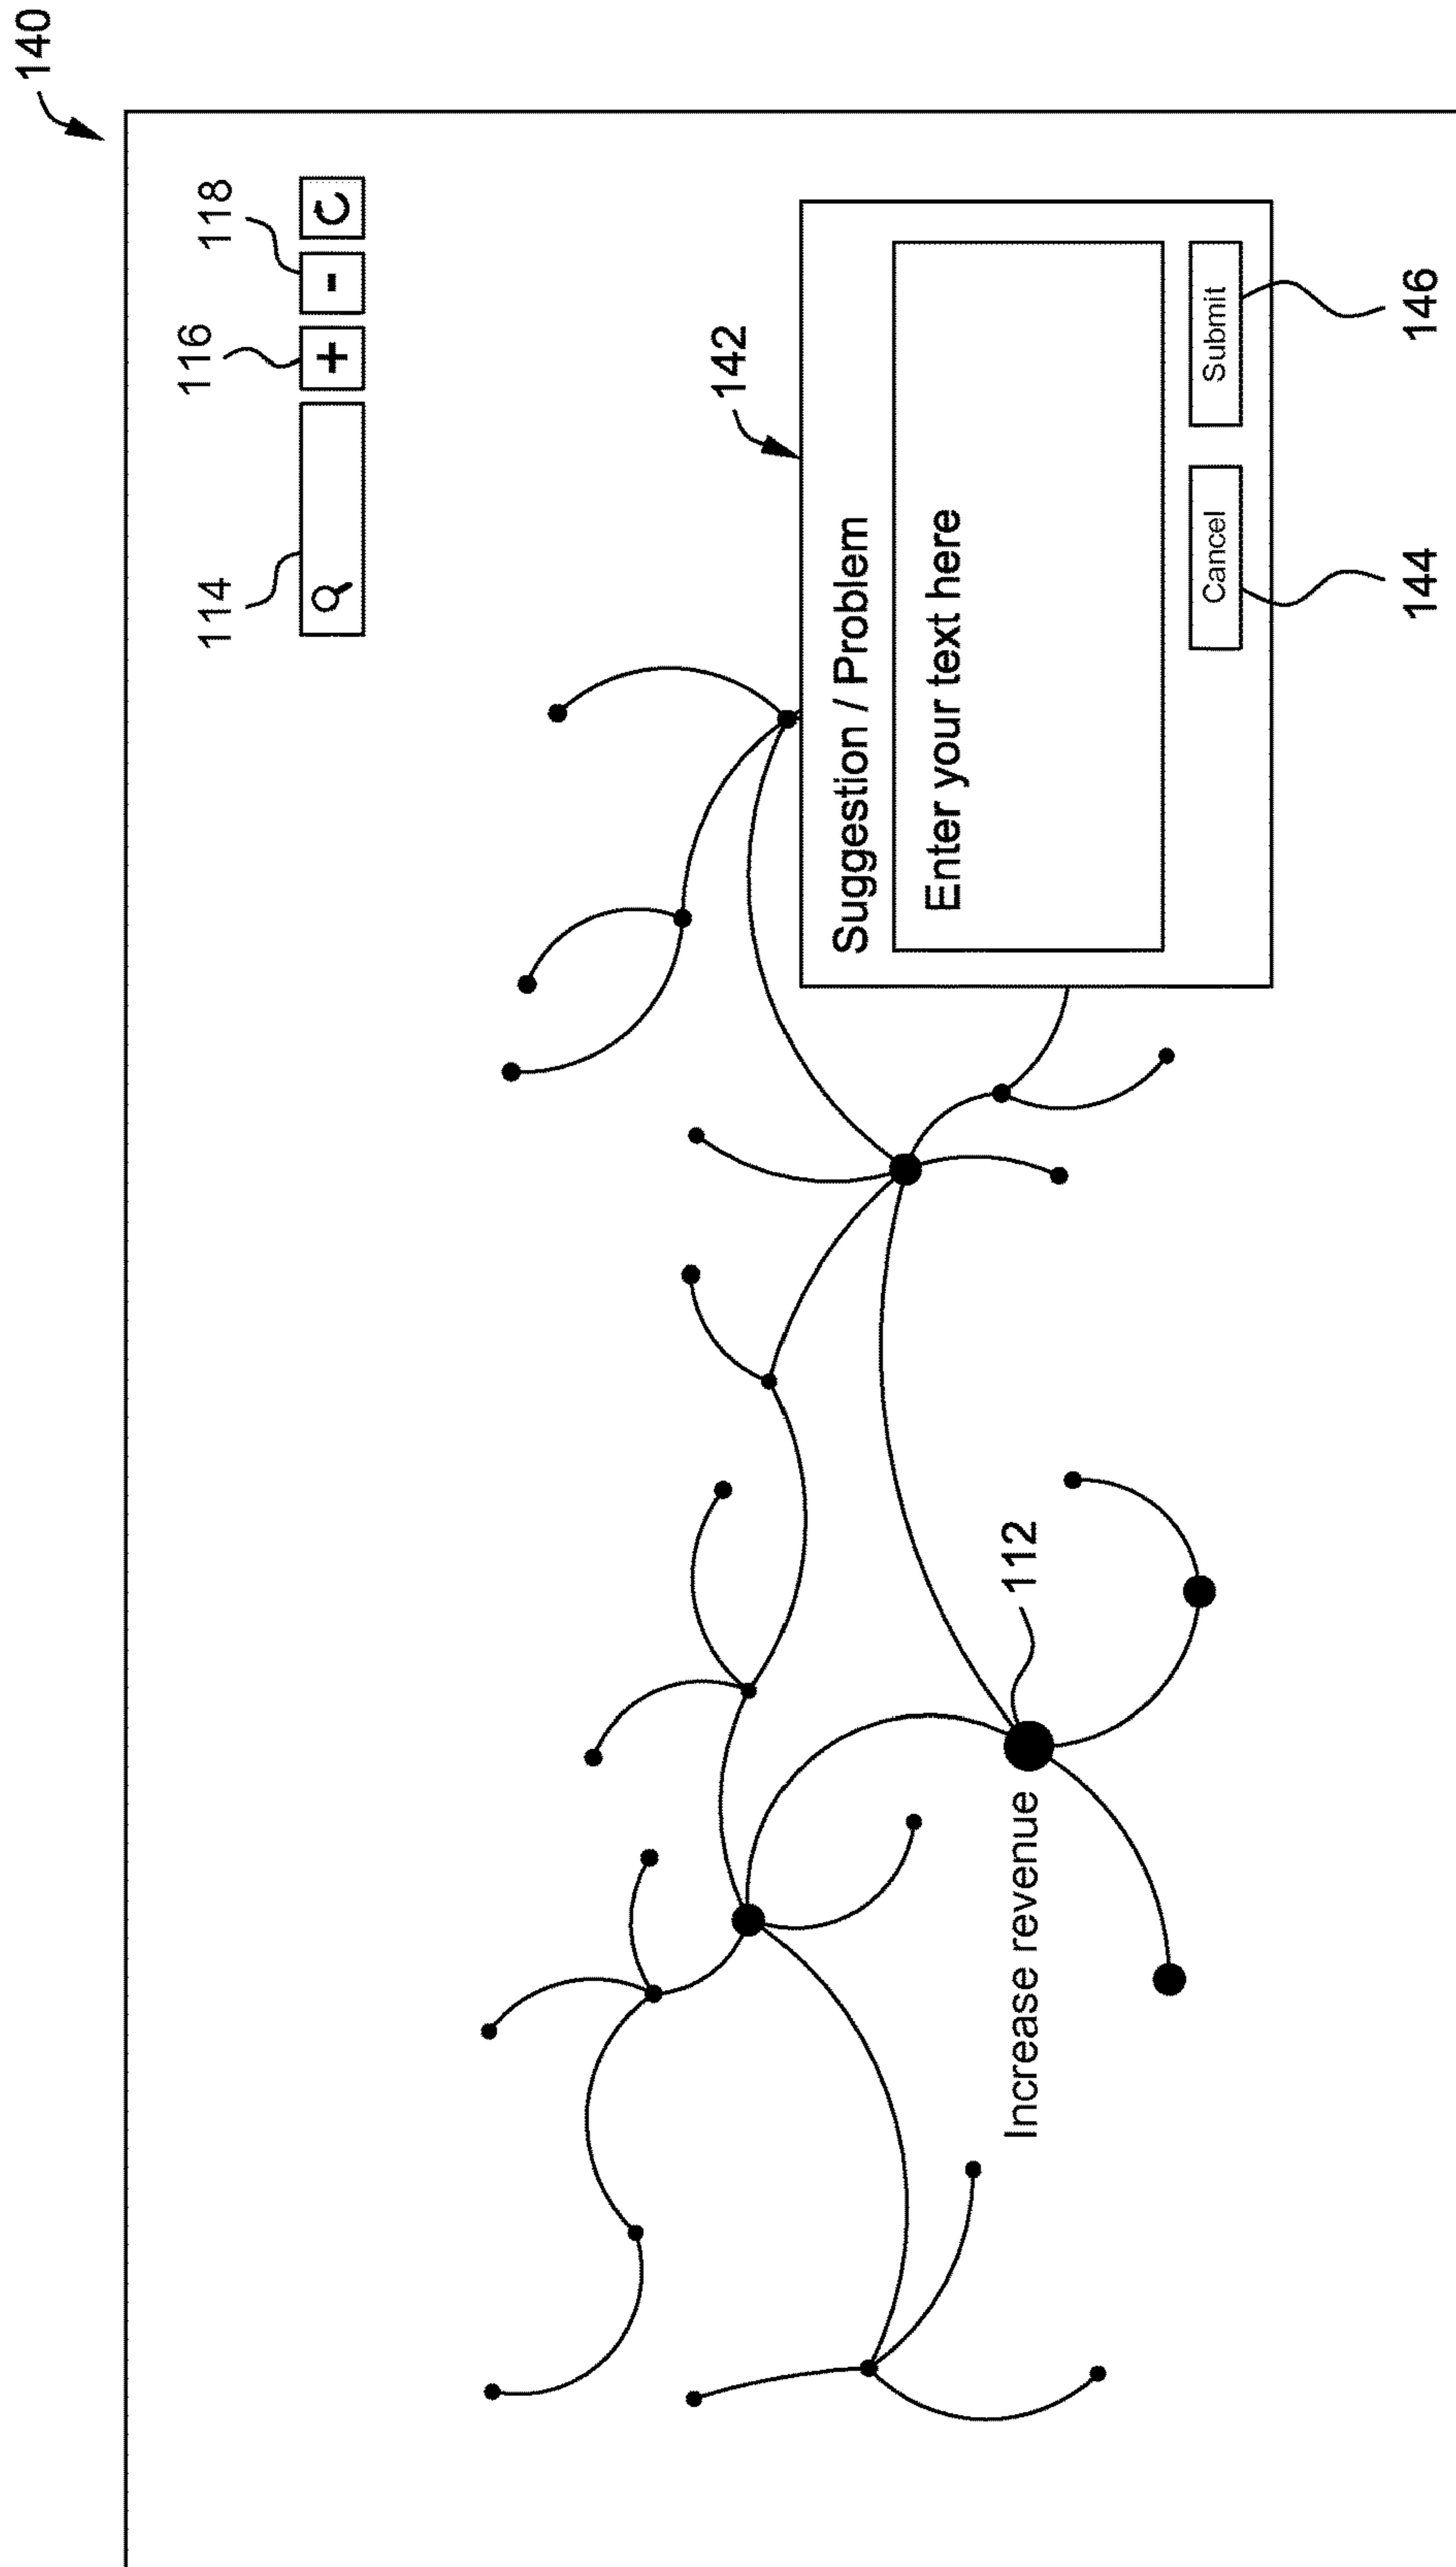 140
118
116
114
+
-
142
Suggestion / Problem
Enter your text here
Cancel
Submit
144
146
112
Increase revenue